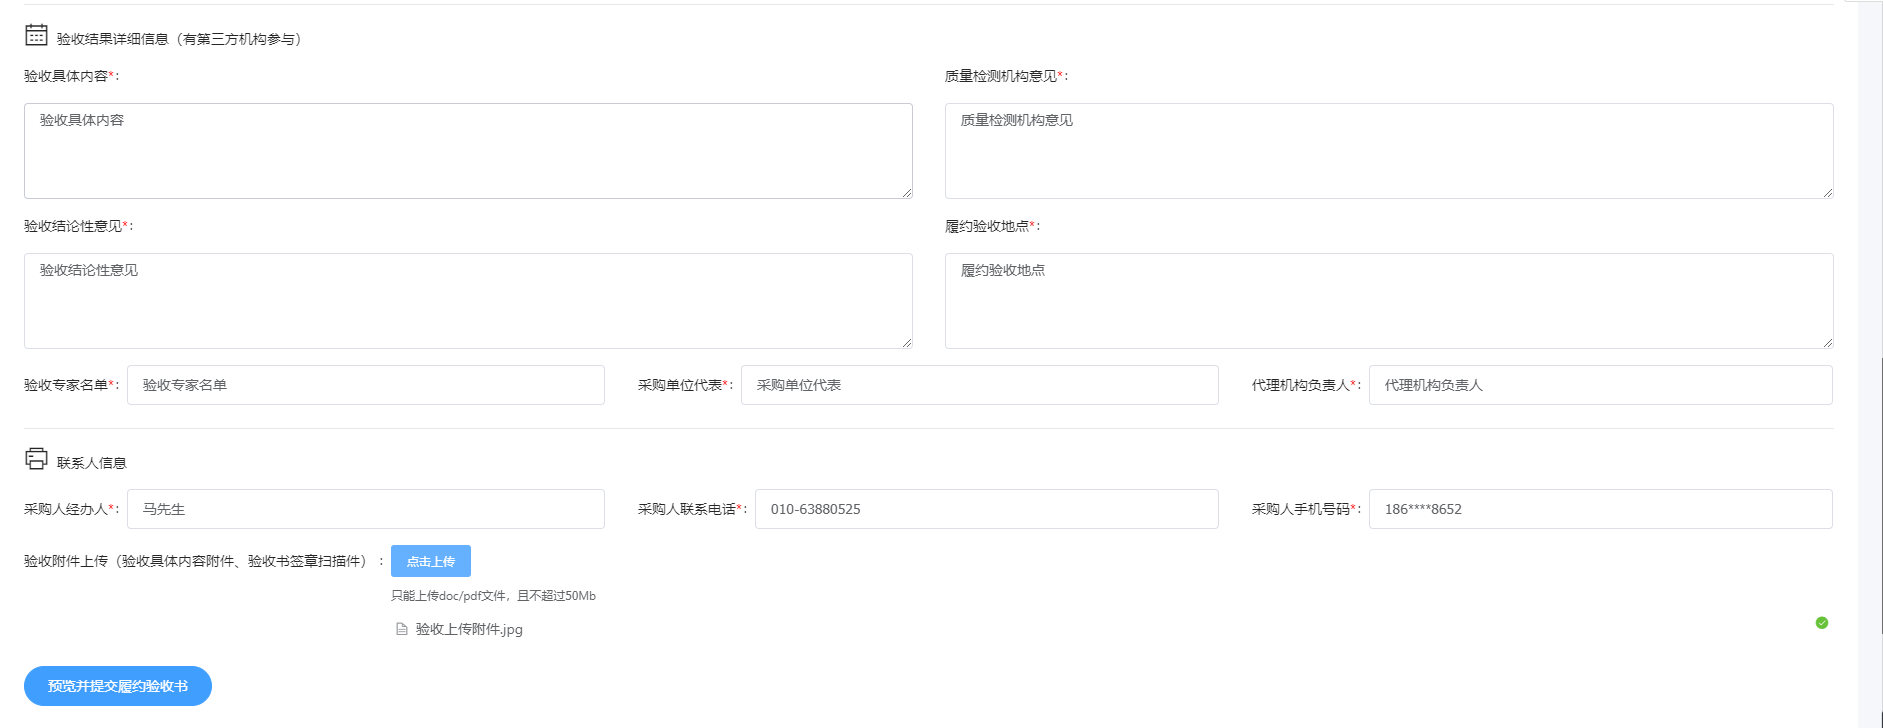 验收结果详细信息（有第三方机构参与）
验收具体内容*：
质量检测机构意见*：
验收具体内容
质量检测机构意见
验收结论性意见*：
履约验收地点*：
验收结论性意见
履约验收地点
验收专家名单*： 验收专家名单 采购单位代表*： 采购单位代表 代理机构负责人*： 代理机构负责人
联系人信息
采购人经办人*： 马先生 采购人联系电话*： 010-63880525 采购人手机号码*： 186****8652
验收附件上传（验收具体内容附件、验收书签章扫描件）： 点击上传
只能上传doc/pdf文件，且不超过50Mb
验收上传附件.jpg
预览并提交履约验收书